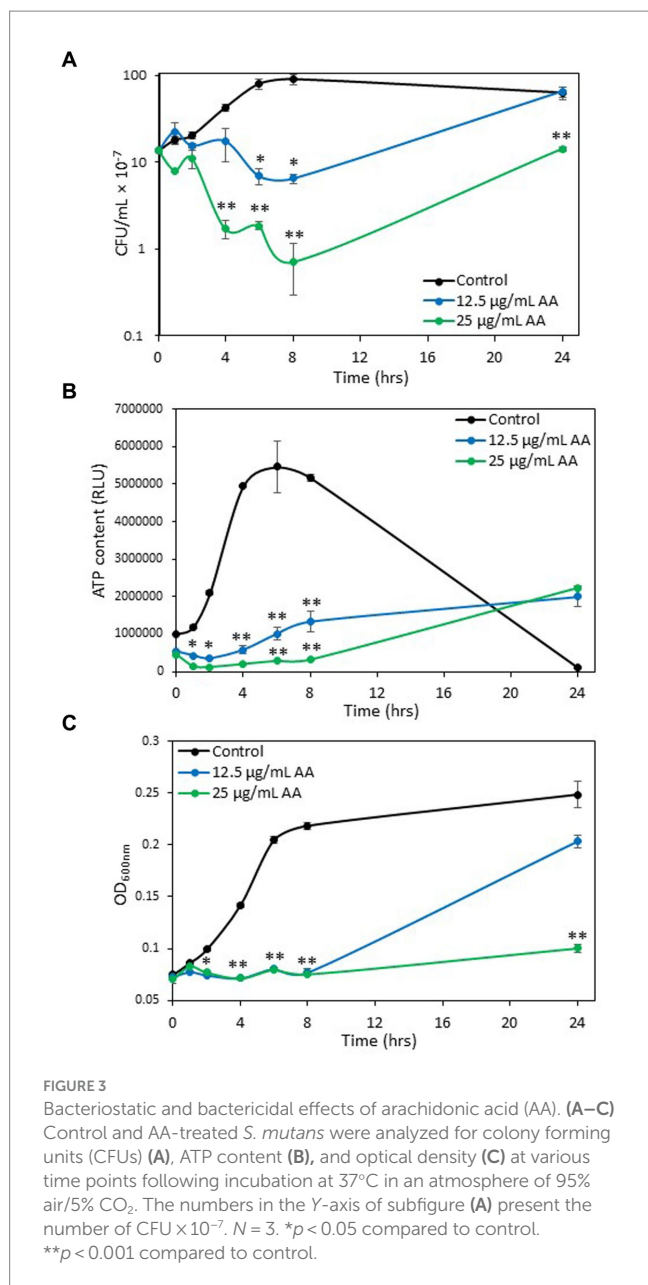 A
100
10
1
0.1
CFU/mL × 10⁻⁷
* *
** ** ** **
Control
12.5 µg/mL AA
25 µg/mL AA
0 4 8 12 16 20 24
Time (hrs)
B
7000000
6000000
5000000
4000000
3000000
2000000
1000000
0
ATP content (RLU)
Control
12.5 µg/mL AA
25 µg/mL AA
* * ** ** **
** **
0 4 8 12 16 20 24
Time (hrs)
C
0.3
0.25
0.2
0.15
0.1
0.05
OD₆₀₀nm
Control
12.5 µg/mL AA
25 µg/mL AA
* ** ** ** **
0 4 8 12 16 20 24
Time (hrs)
FIGURE 3
Bacteriostatic and bactericidal effects of arachidonic acid (AA). (A–C)
Control and AA-treated S. mutans were analyzed for colony forming
units (CFUs) (A), ATP content (B), and optical density (C) at various
time points following incubation at 37°C in an atmosphere of 95%
air/5% CO₂. The numbers in the Y-axis of subfigure (A) present the
number of CFU × 10⁻⁷. N = 3. *p < 0.05 compared to control.
**p < 0.001 compared to control.